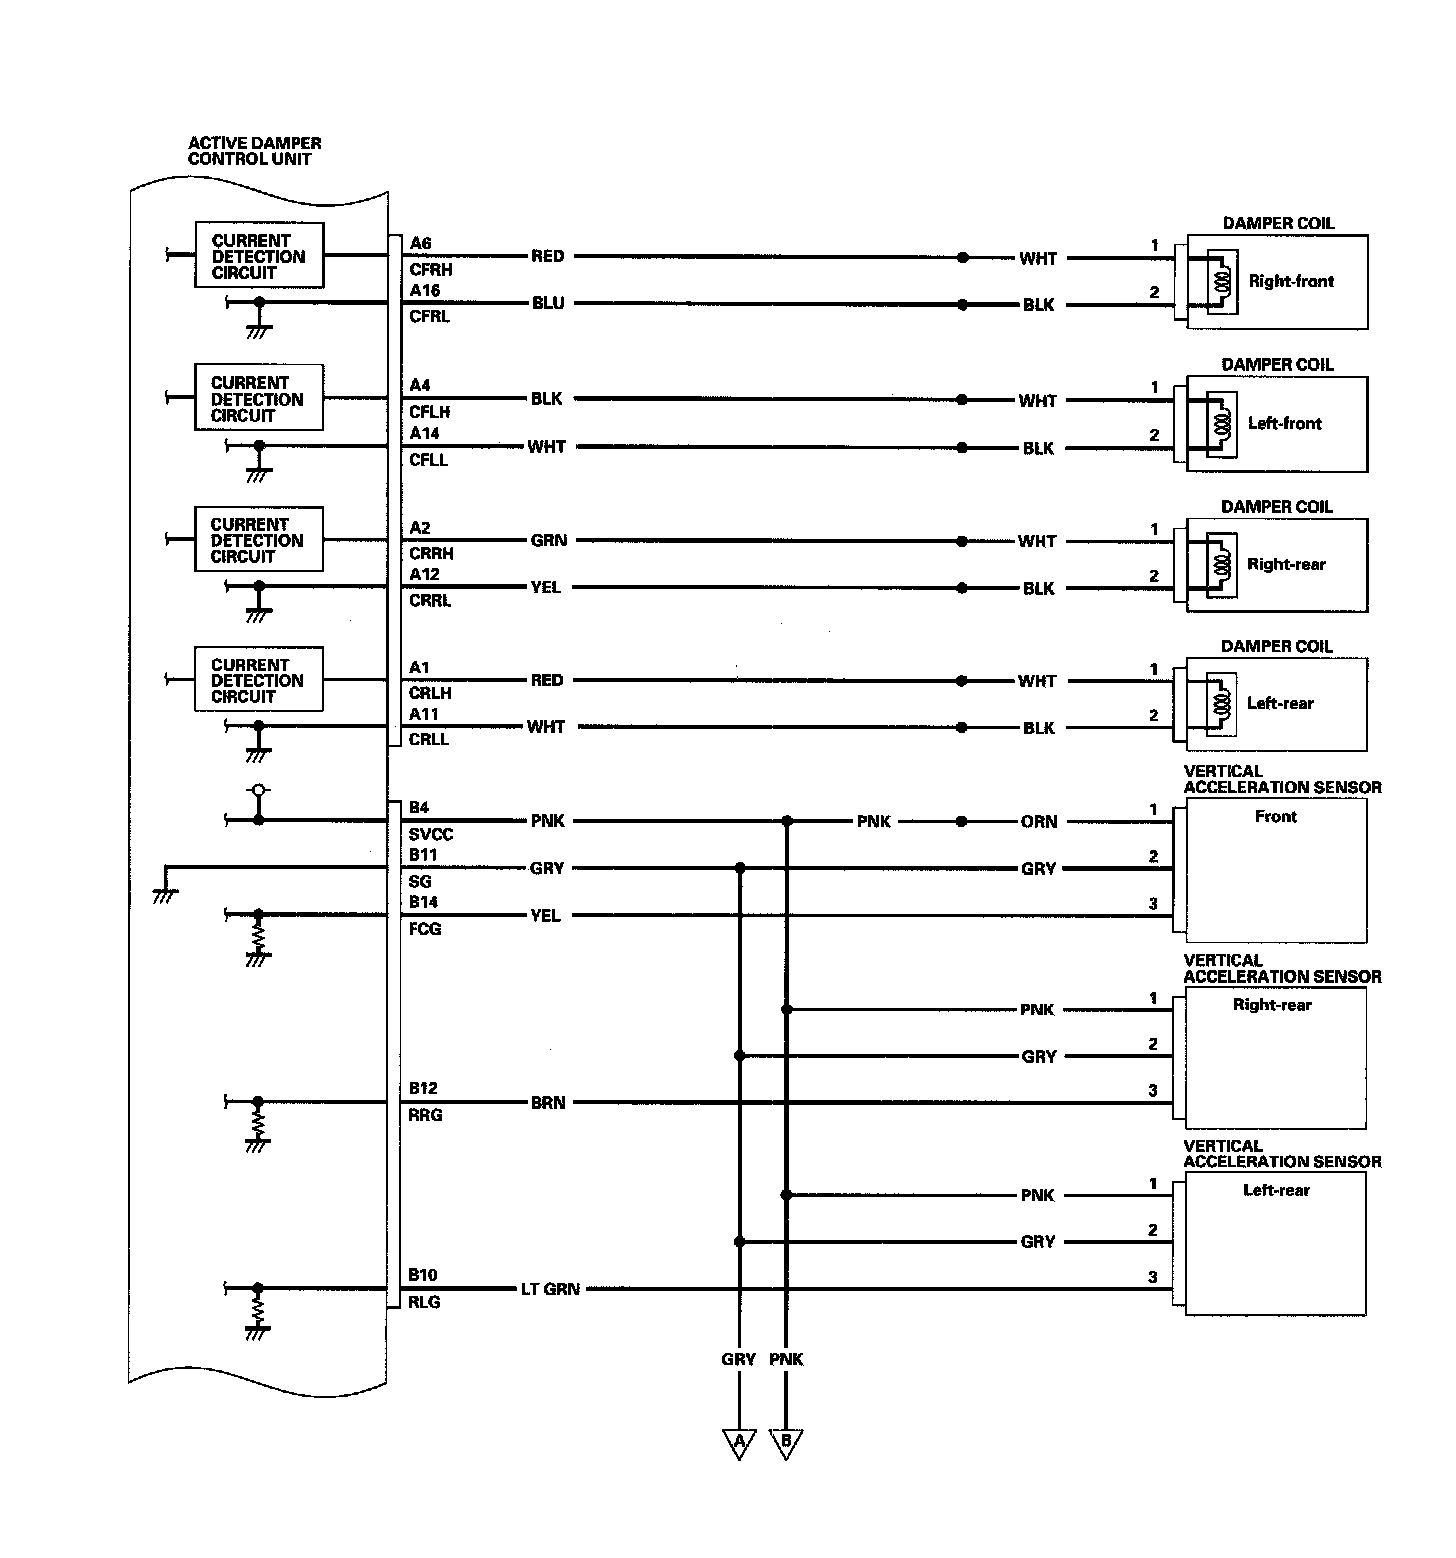 ACTIVE DAMPER
CONTROL UNIT
DAMPER COIL
CURRENT
DETECTION
CIRCUIT
A6
CFRH
RED
WHT
1
A16
CFRL
BLU
BLK
2
Right-front
DAMPER COIL
CURRENT
DETECTION
CIRCUIT
A4
CFLH
BLK
WHT
1
A14
CFLL
WHT
BLK
2
Left-front
DAMPER COIL
CURRENT
DETECTION
CIRCUIT
A2
CRRH
GRN
WHT
1
A12
CRRL
YEL
BLK
2
Right-rear
DAMPER COIL
CURRENT
DETECTION
CIRCUIT
A1
CRLH
RED
WHT
1
A11
CRLL
WHT
BLK
2
Left-rear
VERTICAL
ACCELERATION SENSOR
B4
SVCC
PNK
PNK
ORN
1
Front
B11
SG
GRY
GRY
2
B14
FCG
YEL
3
VERTICAL
ACCELERATION SENSOR
PNK
1
Right-rear
GRY
2
B12
RRG
BRN
3
VERTICAL
ACCELERATION SENSOR
PNK
1
Left-rear
GRY
2
B10
RLG
LT GRN
3
GRY PNK
A B